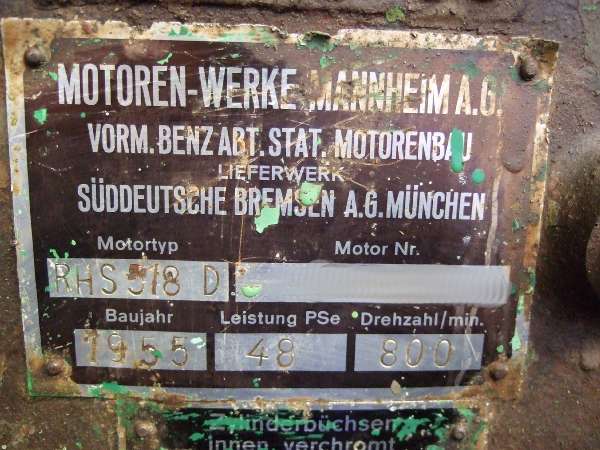 MOTOREN-WERKE MANNHEIM A.G.
VORM. BENZ ABT. STAT. MOTORENBAU
LIEFERWERK
SÜDDEUTSCHE BREMSEN A.G. MÜNCHEN
Motortyp Motor Nr.
RHS 518 D
Baujahr Leistung PSe Drehzahl/min.
1955 48 800
Zylinderbüchsen
innen verchromt